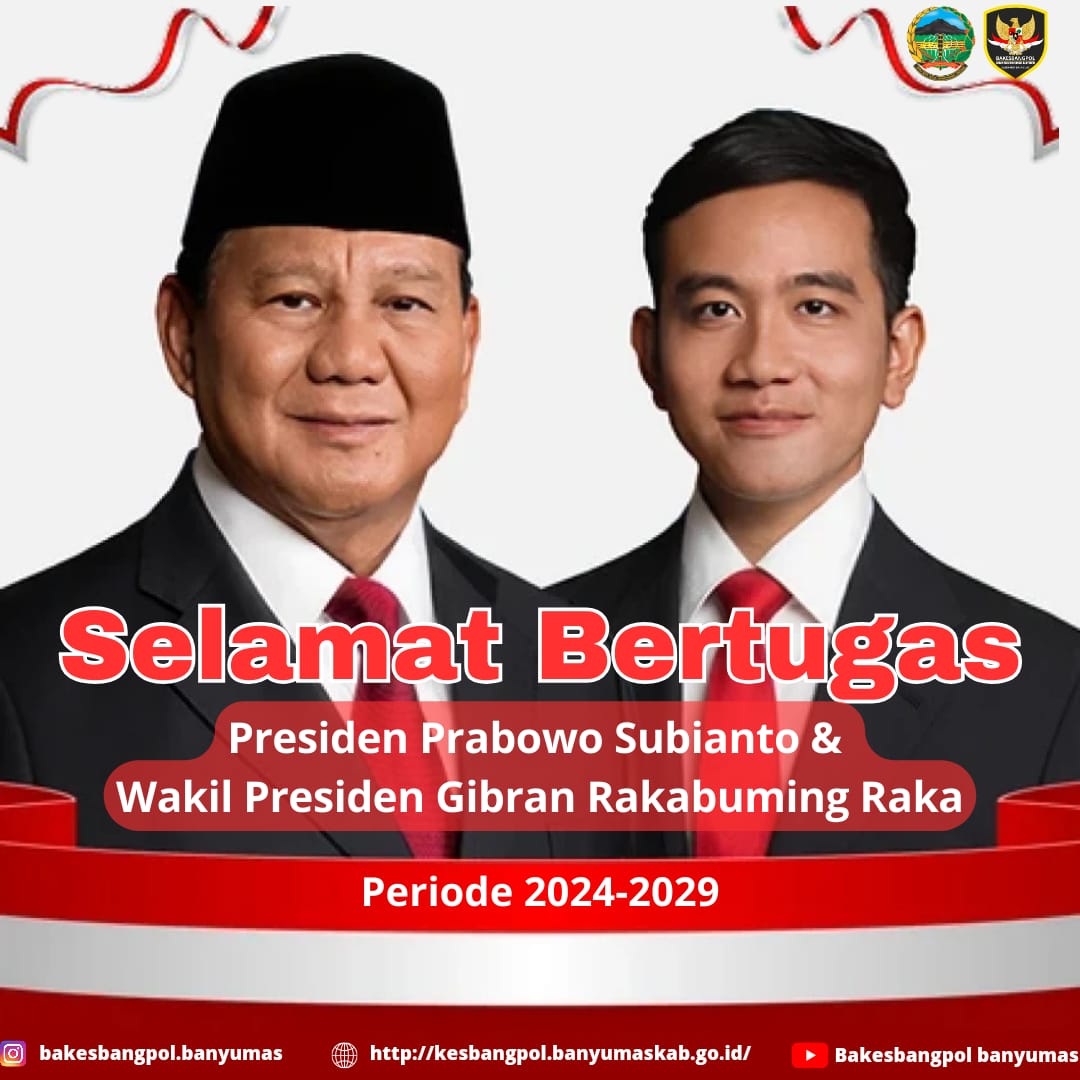 BAKESBANGPOL
Selamat Bertugas
Presiden Prabowo Subianto &
Wakil Presiden Gibran Rakabuming Raka
Periode 2024-2029
bakesbangpol.banyumas
http://kesbangpol.banyumaskab.go.id/
Bakesbangpol banyumas